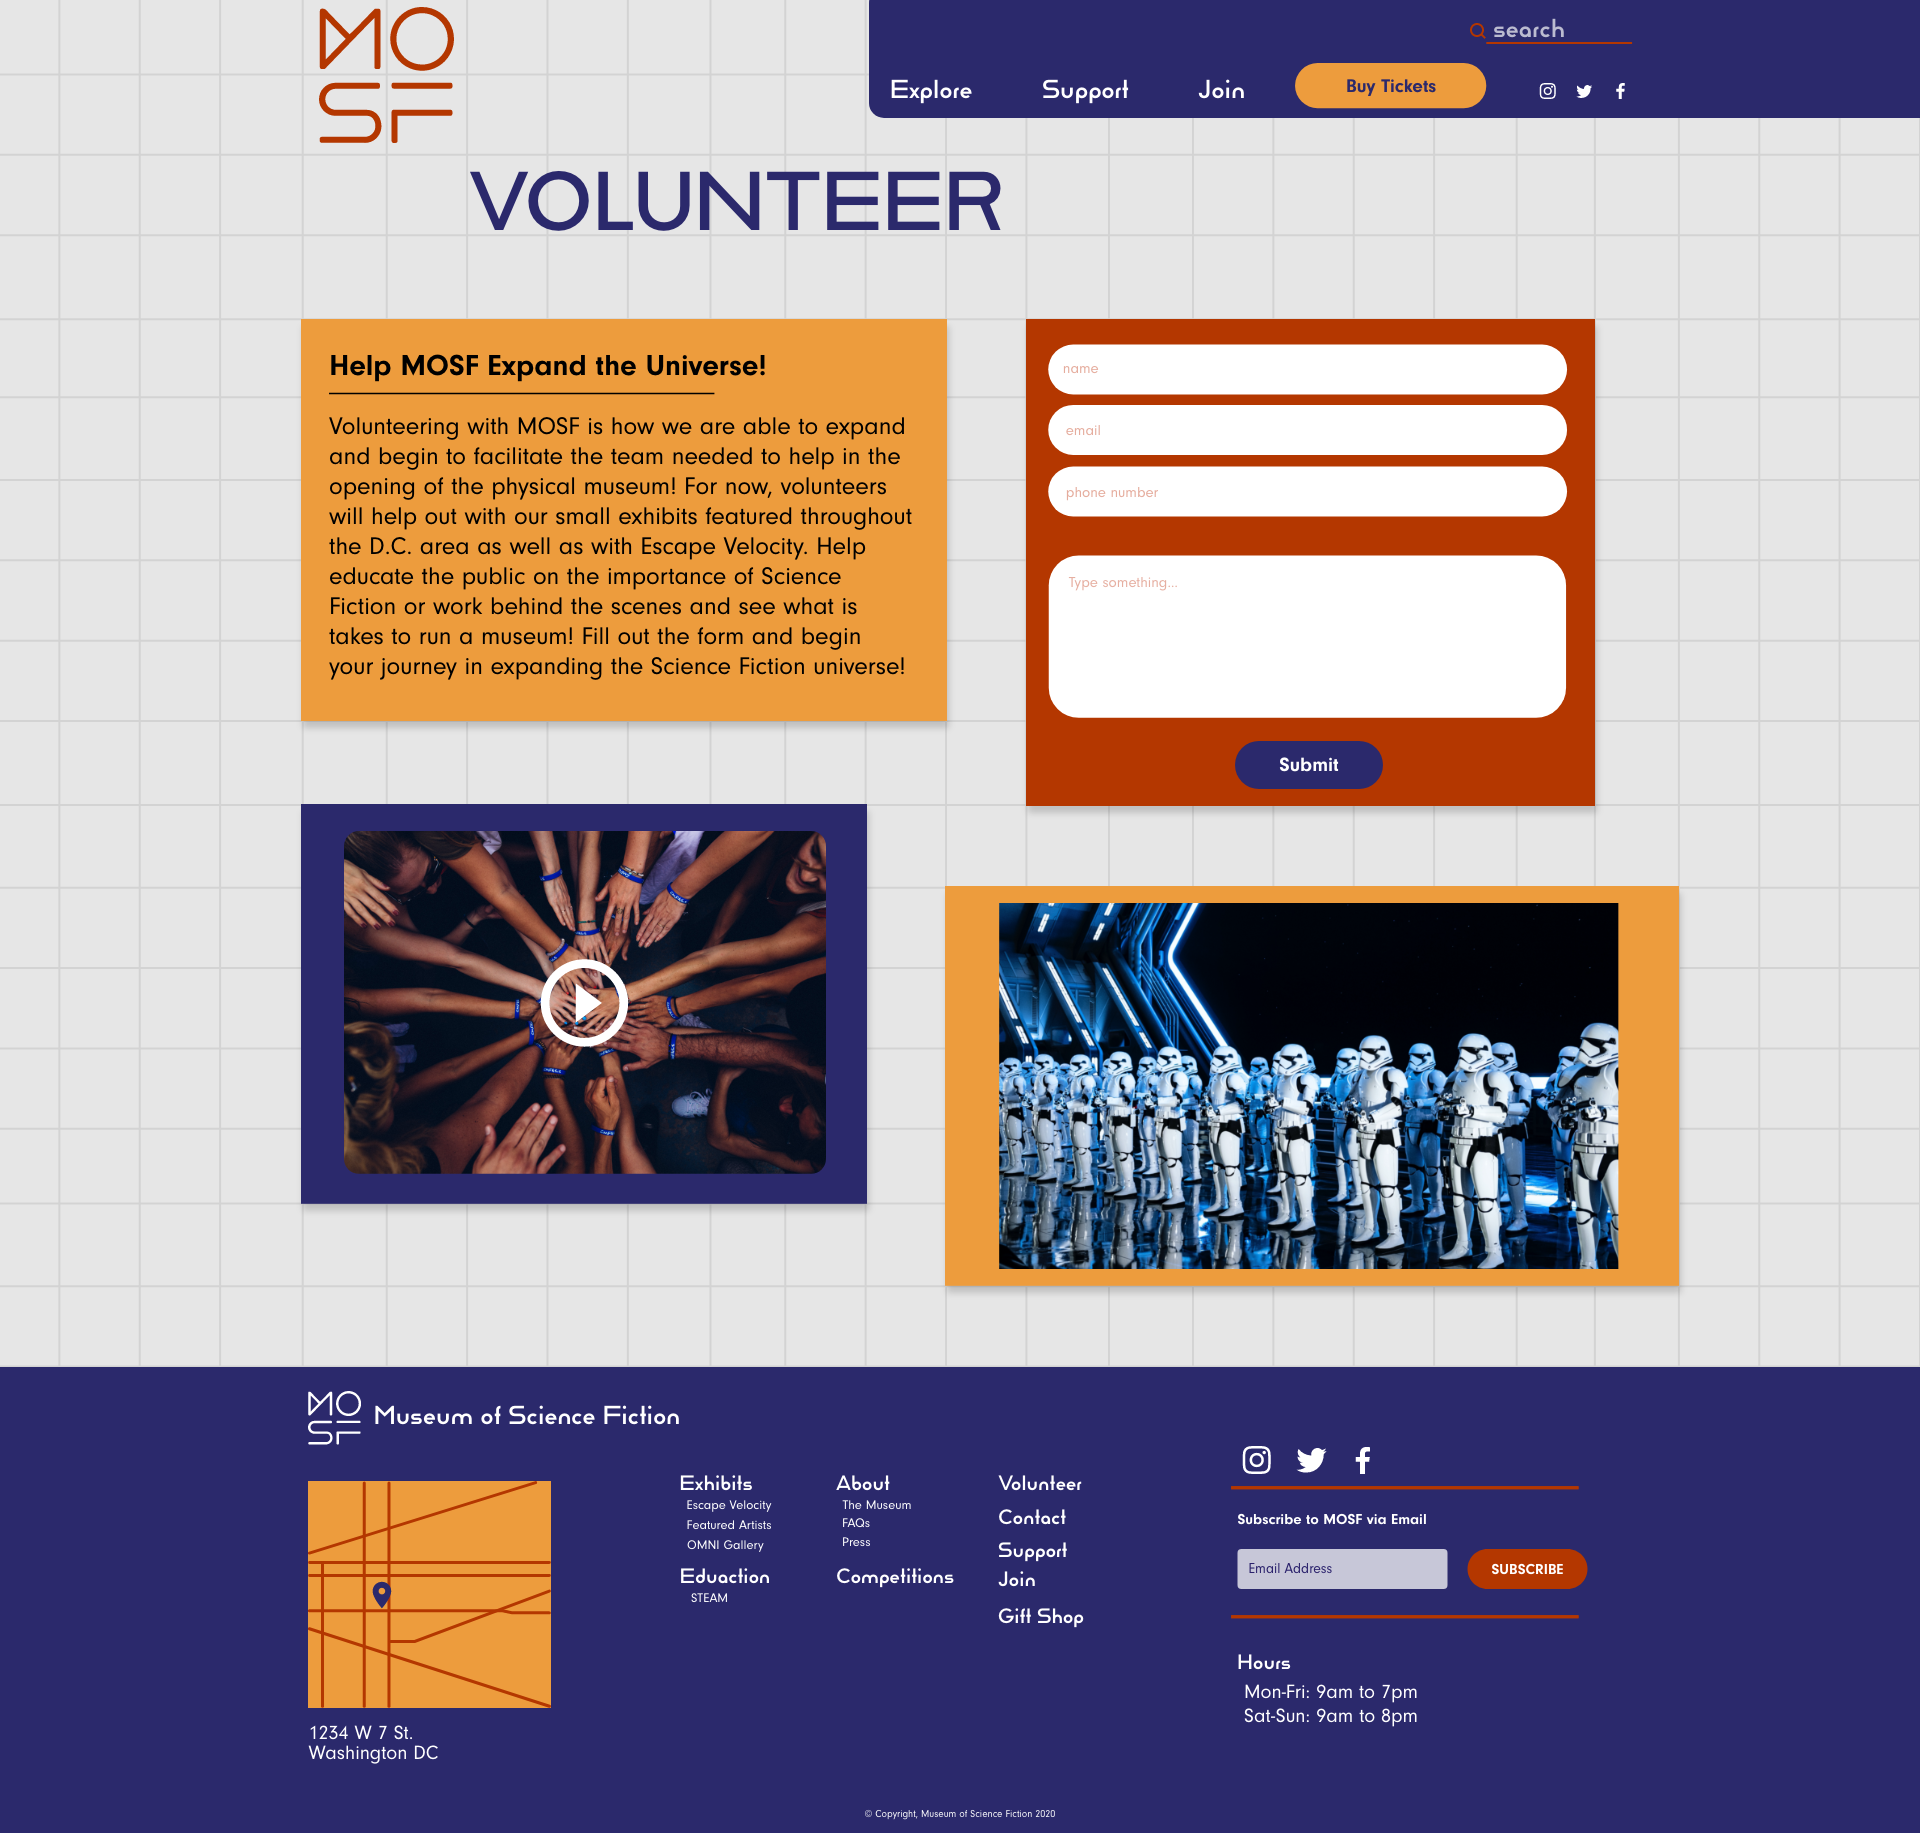 MO
SF
search
Explore
Support
Join
Buy Tickets
VOLUNTEER
Help MOSF Expand the Universe!
Volunteering with MOSF is how we are able to expand
and begin to facilitate the team needed to help in the
opening of the physical museum! For now, volunteers
will help out with our small exhibits featured throughout
the D.C. area as well as with Escape Velocity. Help
educate the public on the importance of Science
Fiction or work behind the scenes and see what is
takes to run a museum! Fill out the form and begin
your journey in expanding the Science Fiction universe!
name
email
phone number
Type something...
Submit
MO
SF
Museum of Science Fiction
1234 W 7 St.
Washington DC
Exhibits
Escape Velocity
Featured Artists
OMNI Gallery
Eduaction
STEAM
About
The Museum
FAQs
Press
Competitions
Volunteer
Contact
Support
Join
Gift Shop
Subscribe to MOSF via Email
Email Address
SUBSCRIBE
Hours
Mon-Fri: 9am to 7pm
Sat-Sun: 9am to 8pm
© Copyright, Museum of Science Fiction 2020